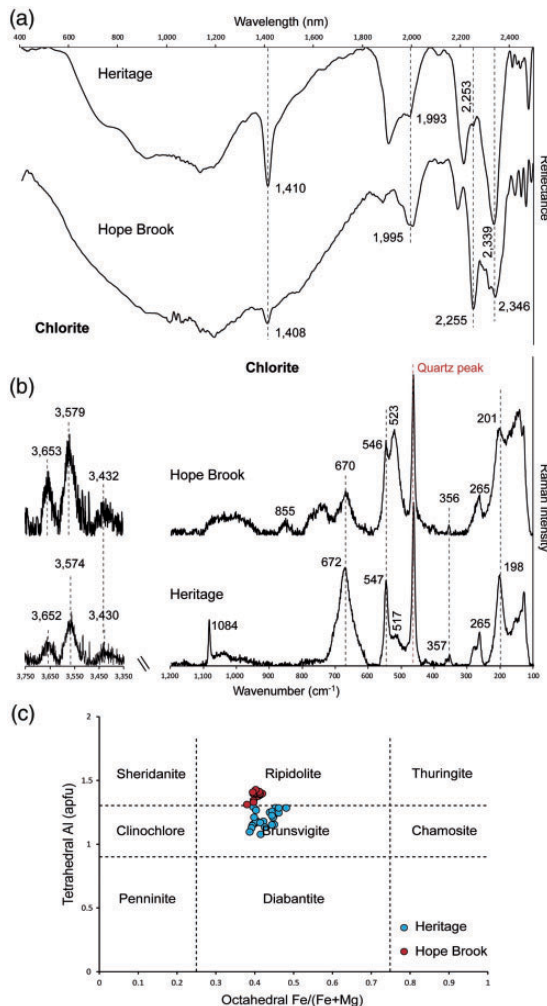 (a)
Wavelength (nm)
400 600 800 1,000 1,200 1,400 1,600 1,800 2,000 2,200 2,400
Heritage
2,253
1,993
1,410
Reflectance
Hope Brook
1,995
2,339
2,346
2,255
Chlorite
1,408
Chlorite
Quartz peak
(b)
3,579
3,653
3,432
Hope Brook
855
670
546
523
356
265
201
Raman Intensity
3,574
3,652
3,430
Heritage
1084
672
547
517
357
265
198
3,750 3,650 3,550 3,450 3,350
1,200 1,100 1,000 900 800 700 600 500 400 300 200 100
Wavenumber (cm⁻¹)
(c)
2
Sheridanite Ripidolite Thuringite
1.5
Clinochlore Brunsvigite Chamosite
1
Tetrahedral Al (apfu)
Penninite Diabantite
0.5
Heritage
Hope Brook
0
0 0.1 0.2 0.3 0.4 0.5 0.6 0.7 0.8 0.9 1
Octahedral Fe/(Fe+Mg)